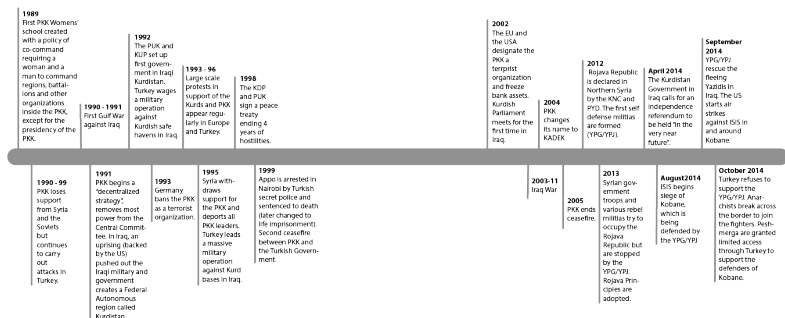 1989
First PKK Womens'
school created
with a policy of
co-command
requiring a
woman and a
man to command
regions, battal-
ions and other
organizations
inside the PKK,
except for the
presidency of the
PKK.
1990 - 1991
First Gulf War
against Iraq
1992
The PUK and
KUP set up
first govern-
ment in Iraqi
Kurdistan.
Turkey wages
a military
operation
against
Kurdish safe
havens in Iraq.
1993 - 96
Large scale
protests in
support of the
Kurds and PKK
appear regu-
larly in Europe
and Turkey.
1998
The KDP
and PUK
sign a peace
treaty
ending 4
years of
hostilities.
2002
The EU and
the USA
designate the
PKK a
terrprist
organization
and freeze
bank assets.
Kurdish
Parliament
meets for the
first time in
Iraq.
2004
PKK
changes
its name to
KADEK
2012
Rojava Republic
is declared in
Northern Syria
by the KNC and
PYD. The first self
defense militias
are formed
(YPG/YPJ).
April 2014
The Kurdistan
Government in
Iraq calls for an
independence
referendum to
be held "in the
very near
future".
September
2014
YPG/YPJ
rescue the
fleeing
Yazidis in
Iraq. The US
starts air
strikes
against ISIS in
and around
Kobane.
1990 - 99
PKK loses
support
from Syria
and the
Soviets
but
continues
to carry
out
attacks in
Turkey.
1991
PKK begins a
"decentralized
strategy",
removes most
power from the
Central Commit-
tee. In Iraq, an
uprising (backed
by the US)
pushed out the
Iraqi military and
government
creates a Federal
Autonomous
region called
Kurdistan.
1993
Germany
bans the PKK
as a terrorist
organization.
1995
Syria with-
draws
support for
the PKK and
deports all
PKK leaders.
Turkey leads
a massive
military
operation
against Kurd
bases in Iraq.
1999
Appo is arrested in
Nairobi by Turkish
secret police and
sentenced to death
(later changed to
life imprisonment).
Second ceasefire
between PKK and
the Turkish Govern-
ment.
2003-11
Iraq War
2005
PKK ends
ceasefire.
2013
Syrian gov-
ernment
troops and
various rebel
militias try to
occupy the
Rojava
Republic but
are stopped
by the
YPG/YPJ.
Rojava Prin-
ciples are
adopted.
August2014
ISIS begins
siege of
Kobane,
which is
being
defended by
the YPG/YPJ
October 2014
Turkey refuses to
support the
YPG/YPJ. Anar-
chists break across
the border to join
the fighters. Pesh-
merga are granted
limited access
through Turkey to
support the
defenders of
Kobane.